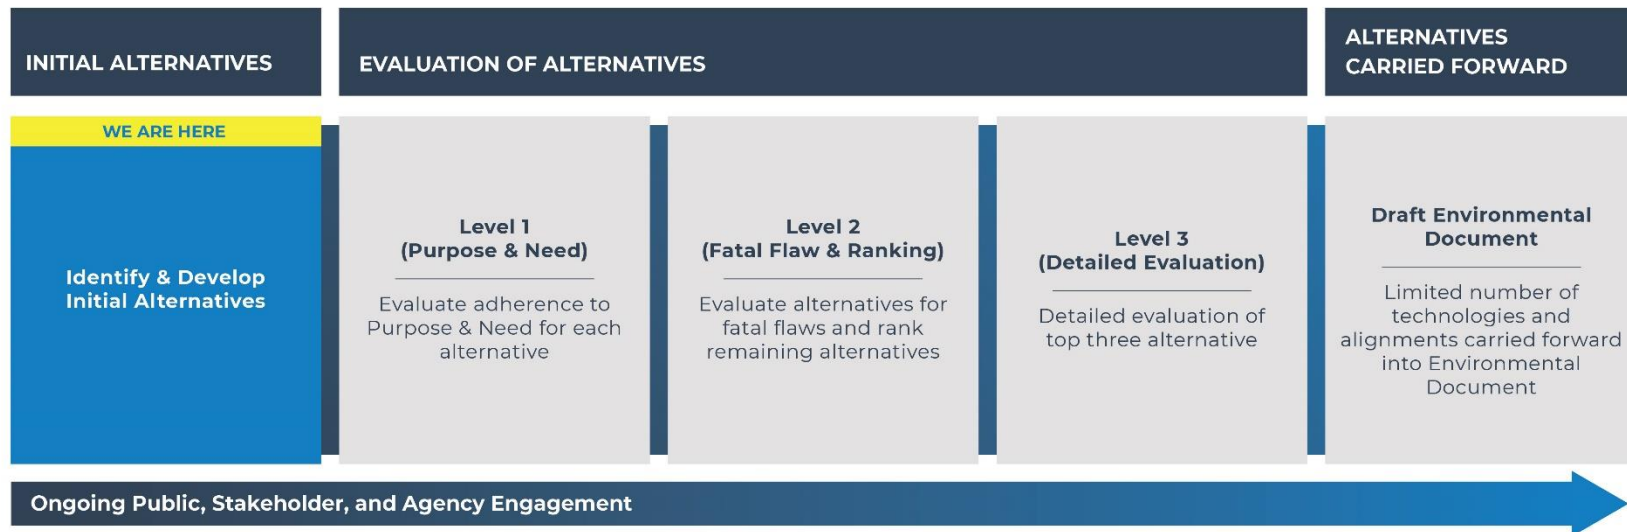 INITIAL ALTERNATIVES
EVALUATION OF ALTERNATIVES
ALTERNATIVES
CARRIED FORWARD
WE ARE HERE
Identify & Develop
Initial Alternatives
Level 1
(Purpose & Need)
Evaluate adherence to
Purpose & Need for each
alternative
Level 2
(Fatal Flaw & Ranking)
Evaluate alternatives for
fatal flaws and rank
remaining alternatives
Level 3
(Detailed Evaluation)
Detailed evaluation of
top three alternative
Draft Environmental
Document
Limited number of
technologies and
alignments carried forward
into Environmental
Document
Ongoing Public, Stakeholder, and Agency Engagement